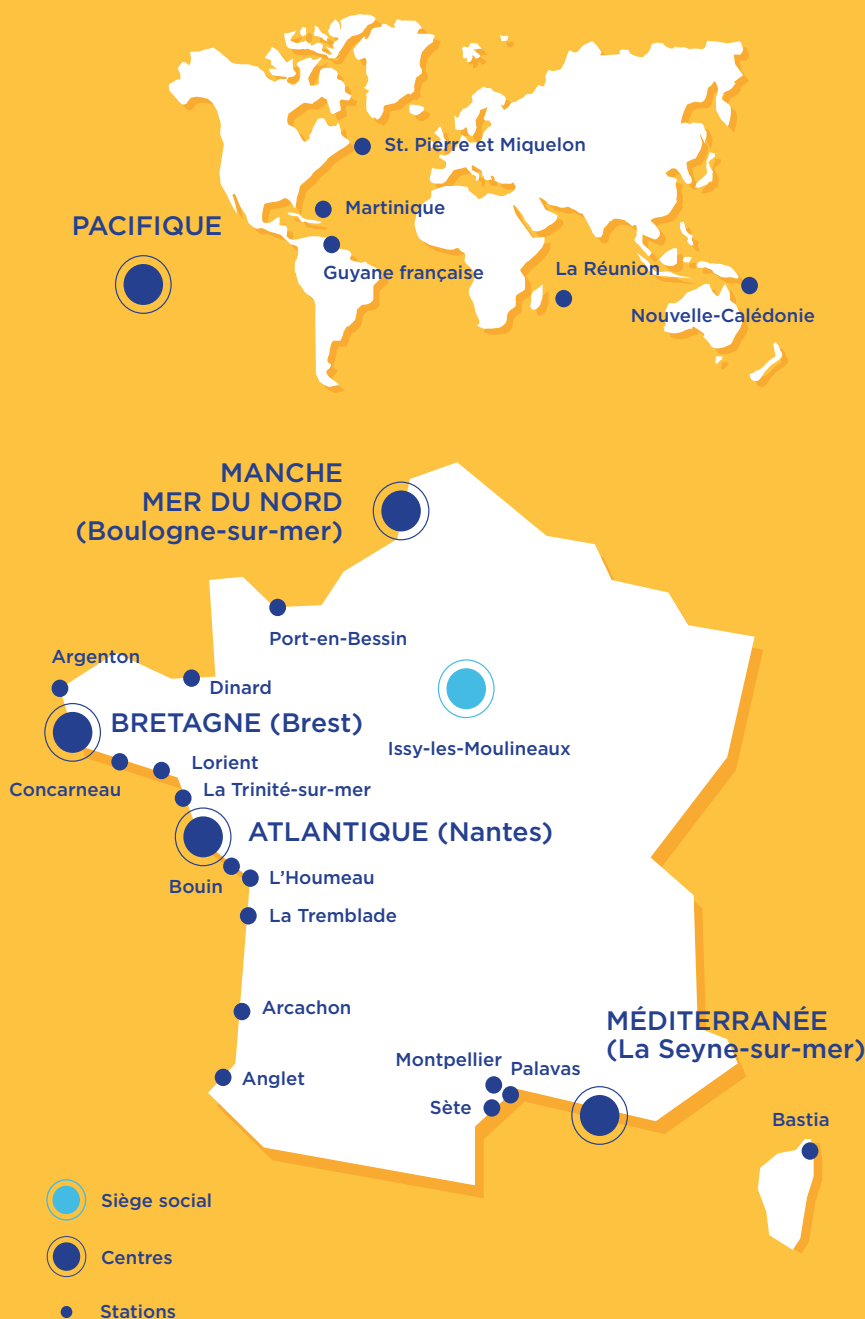 St. Pierre et Miquelon
Martinique
PACIFIQUE
Guyane française
La Réunion
Nouvelle-Calédonie
MANCHE
MER DU NORD
(Boulogne-sur-mer)
Port-en-Bessin
Argenton
Dinard
BRETAGNE (Brest)
Issy-les-Moulineaux
Lorient
Concarneau
La Trinité-sur-mer
ATLANTIQUE (Nantes)
Bouin
L'Houmeau
La Tremblade
Arcachon
MÉDITERRANÉE
(La Seyne-sur-mer)
Montpellier
Palavas
Anglet
Sète
Bastia
Siège social
Centres
Stations